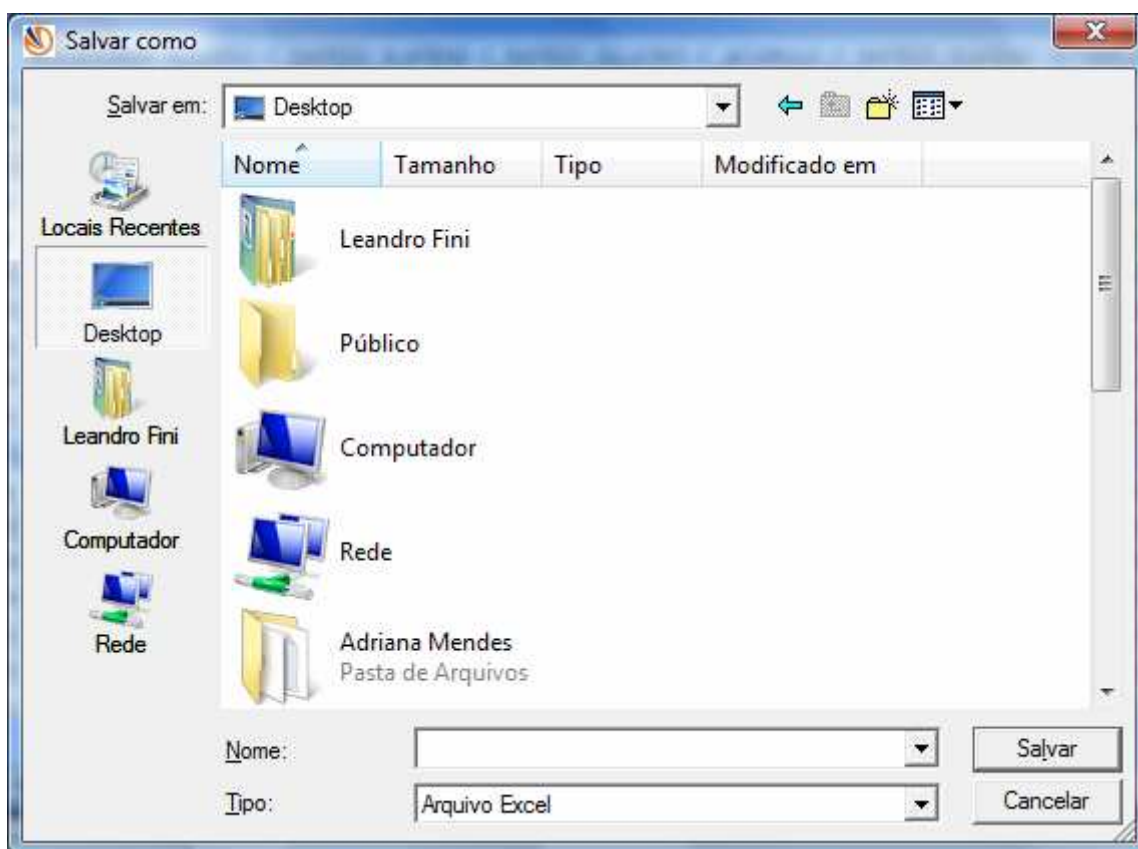 Salvar como
Salvar em: Desktop
Nome Tamanho Tipo Modificado em
Locais Recentes
Desktop
Leandro Fini
Computador
Rede
Leandro Fini
Público
Computador
Rede
Adriana Mendes
Pasta de Arquivos
Nome: Salvar
Tipo: Arquivo Excel Cancelar